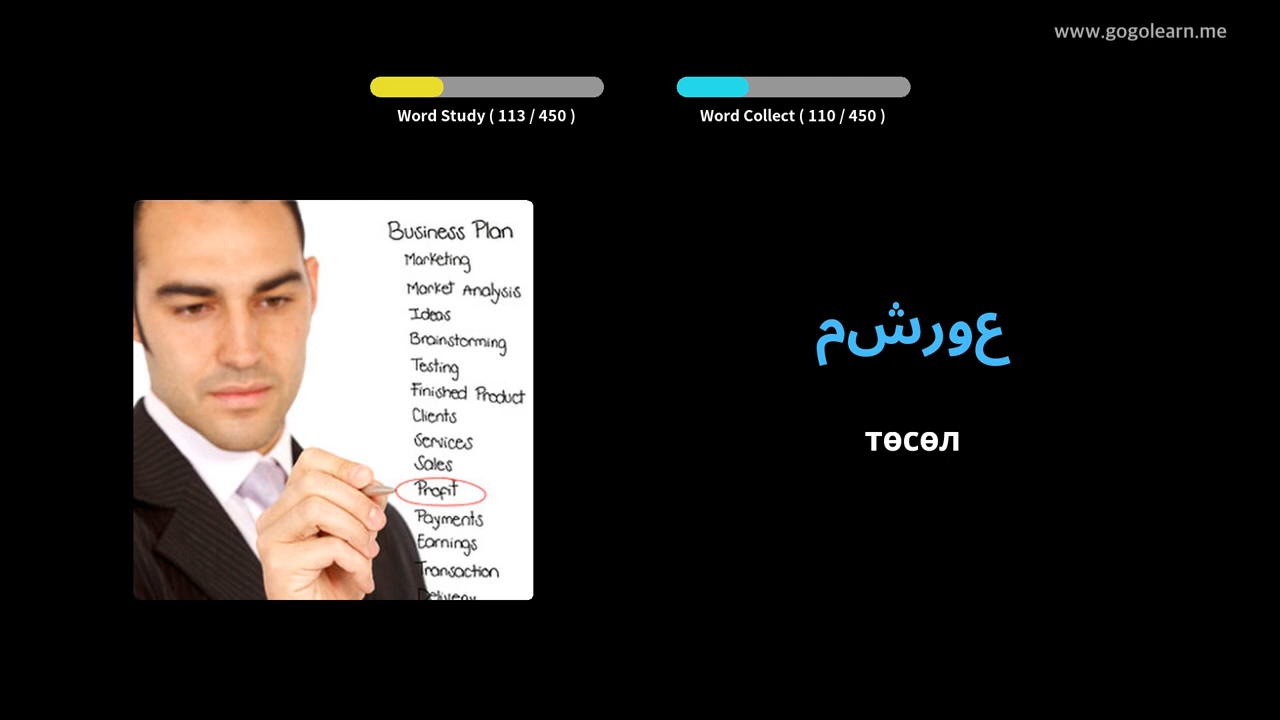 www.gogolearn.me
Word Study ( 113 / 450 )
Word Collect ( 110 / 450 )
Business Plan
Marketing
Market Analysis
Ideas
Brainstorming
Testing
Finished Product
Clients
Services
Sales
Profit
Payments
Earnings
Transaction
Delivery
مشروع
төсөл